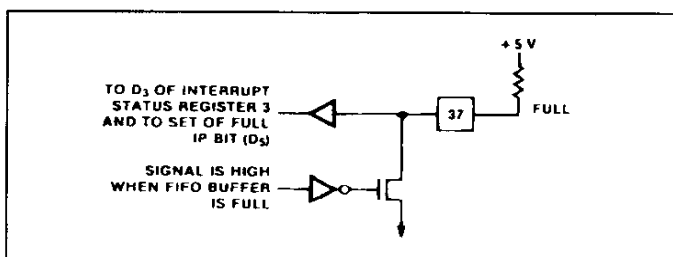 +5 V
TO D3 OF INTERRUPT
STATUS REGISTER 3
AND TO SET OF FULL
IP BIT (D5)
37
FULL
SIGNAL IS HIGH
WHEN FIFO BUFFER
IS FULL